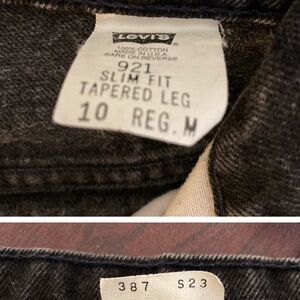 Levi's
100% COTTON
MADE IN U.S.A.
CARE ON REVERSE
921
SLIM FIT
TAPERED LEG
10 REG. M
387 S23